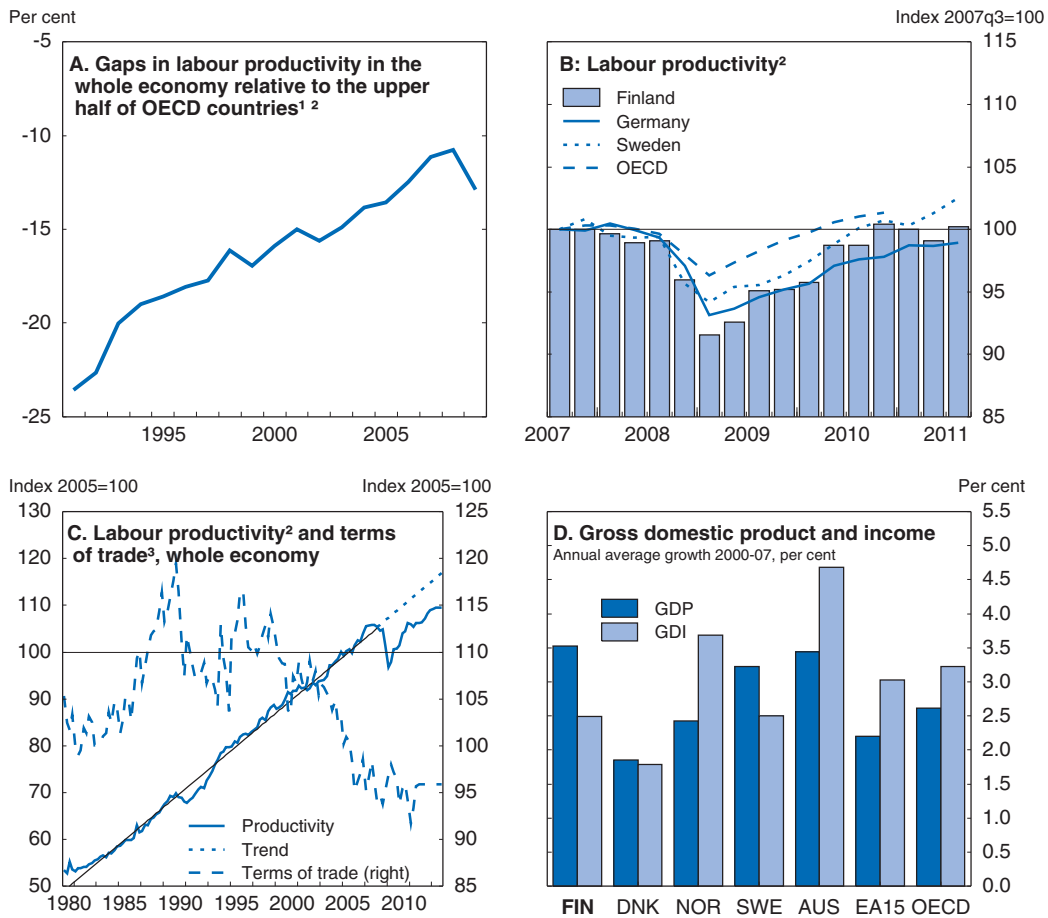 Per cent
-5
-10
-15
-20
-25
A. Gaps in labour productivity in the
whole economy relative to the upper
half of OECD countries¹ ²
1995 2000 2005
Index 2007q3=100
115
110
105
100
95
90
85
B: Labour productivity²
Finland
Germany
Sweden
OECD
2007 2008 2009 2010 2011
Index 2005=100 Index 2005=100
130
120
110
100
90
80
70
60
50
125
120
115
110
105
100
95
90
85
C. Labour productivity² and terms
of trade³, whole economy
Productivity
Trend
Terms of trade (right)
1980 1985 1990 1995 2000 2005 2010
Per cent
5.5
5.0
4.5
4.0
3.5
3.0
2.5
2.0
1.5
1.0
0.5
0.0
D. Gross domestic product and income
Annual average growth 2000-07, per cent
GDP
GDI
FIN DNK NOR SWE AUS EA15 OECD